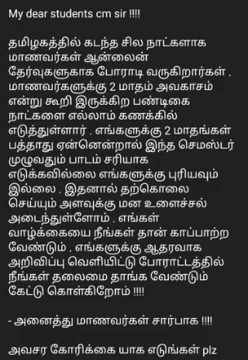 My dear students cm sir !!!!
தமிழகத்தில் கடந்த சில நாட்களாக
மாணவர்கள் ஆன்லைன்
தேர்வுகளுகாக போராடி வருகிறார்கள் .
மாணவர்களுக்கு 2 மாதம் அவகாசம்
என்று கூறி இருக்கிற பண்டிகை
நாட்களை எல்லாம் கணக்கில்
எடுத்துள்ளார் . எங்களுக்கு 2 மாதங்கள்
பத்தாது ஏன்னென்றால் இந்த செமஸ்டர்
முழுவதும் பாடம் சரியாக
எடுக்கவில்லை எங்களுக்கு புரியவும்
இல்லை . இதனால் தற்கொலை
செய்யும் அளவுக்கு மன உளைச்சல்
அடைந்துள்ளோம் . எங்கள்
வாழ்க்கையை நீங்கள் தான் காப்பாற்ற
வேண்டும் . எங்களுக்கு ஆதரவாக
அறிவிப்பு வெளியிட்டு போராட்டத்தில்
நீங்கள் தலைமை தாங்க வேண்டும்
கேட்டு கொள்கிறோம் !!!!
- அனைத்து மாணவர்கள் சார்பாக !!!!
அவசர கோரிக்கை யாக எடுங்கள் plz